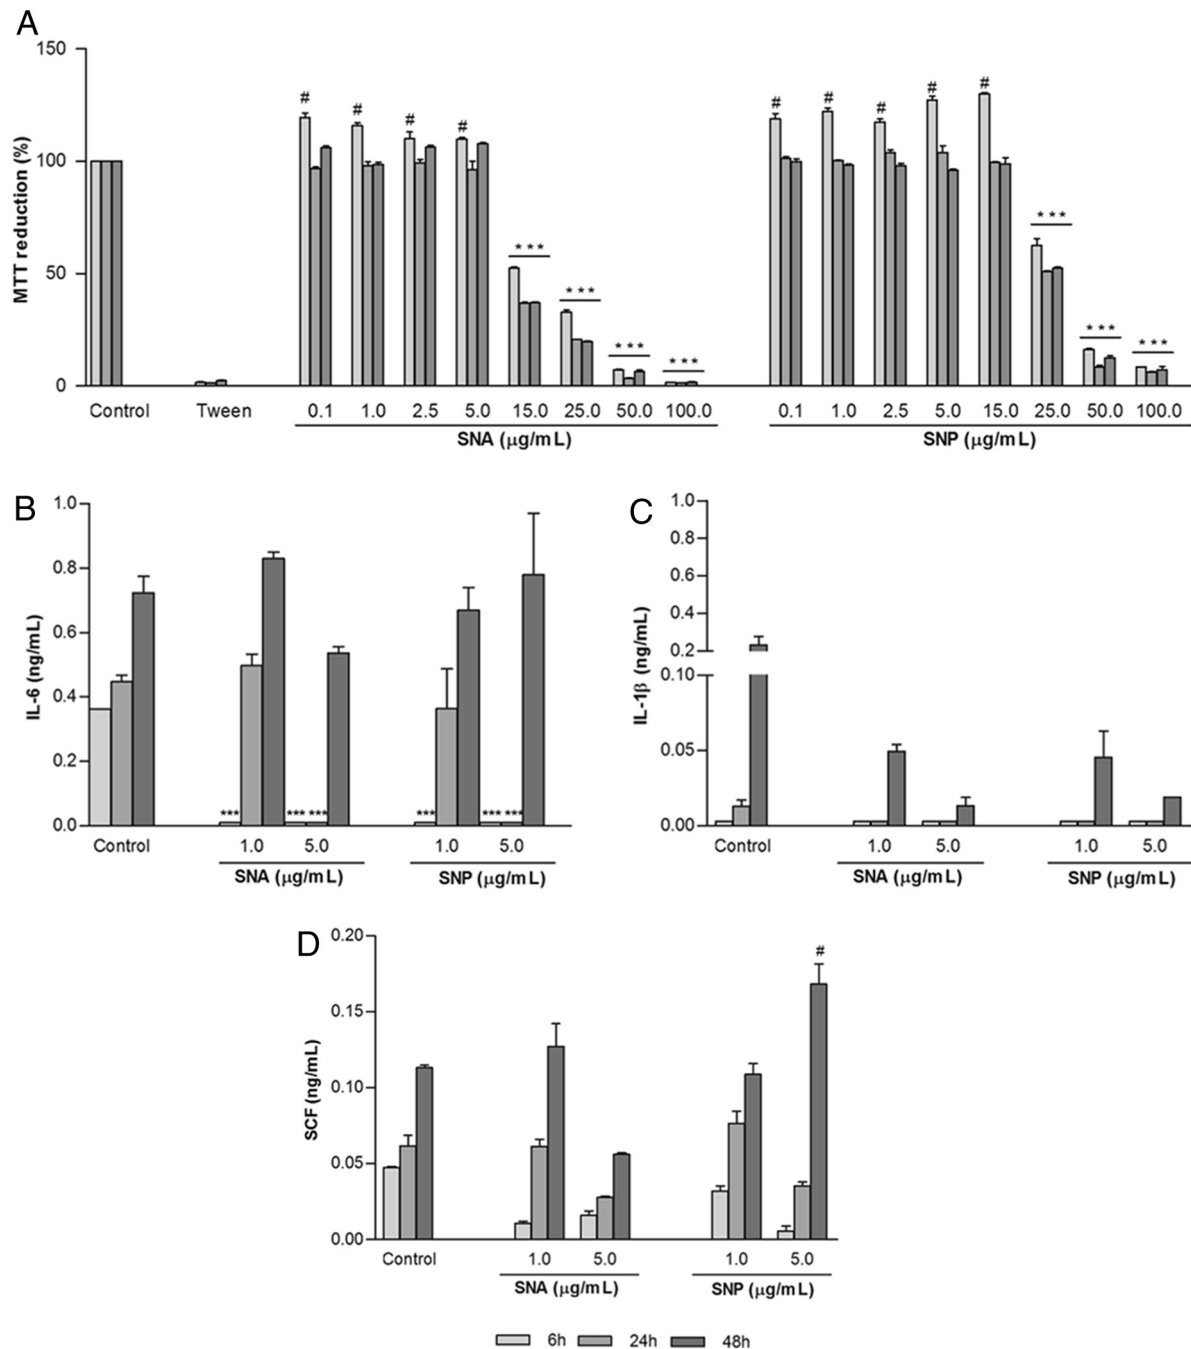 A
150
100
50
0
MTT reduction (%)
# # # # *** *** *** *** # # # # # *** *** ***
Control Tween 0.1 1.0 2.5 5.0 15.0 25.0 50.0 100.0 0.1 1.0 2.5 5.0 15.0 25.0 50.0 100.0
SNA (μg/mL) SNP (μg/mL)
B
1.0
0.8
0.6
0.4
0.2
0.0
IL-6 (ng/mL)
*** *** *** *** *** ***
Control 1.0 5.0 1.0 5.0
SNA (μg/mL) SNP (μg/mL)
C
1.0
0.8
0.6
0.4
0.2
0.10
0.05
0.00
IL-1β (ng/mL)
Control 1.0 5.0 1.0 5.0
SNA (μg/mL) SNP (μg/mL)
D
0.20
0.15
0.10
0.05
0.00
SCF (ng/mL)
#
Control 1.0 5.0 1.0 5.0
SNA (μg/mL) SNP (μg/mL)
6h 24h 48h